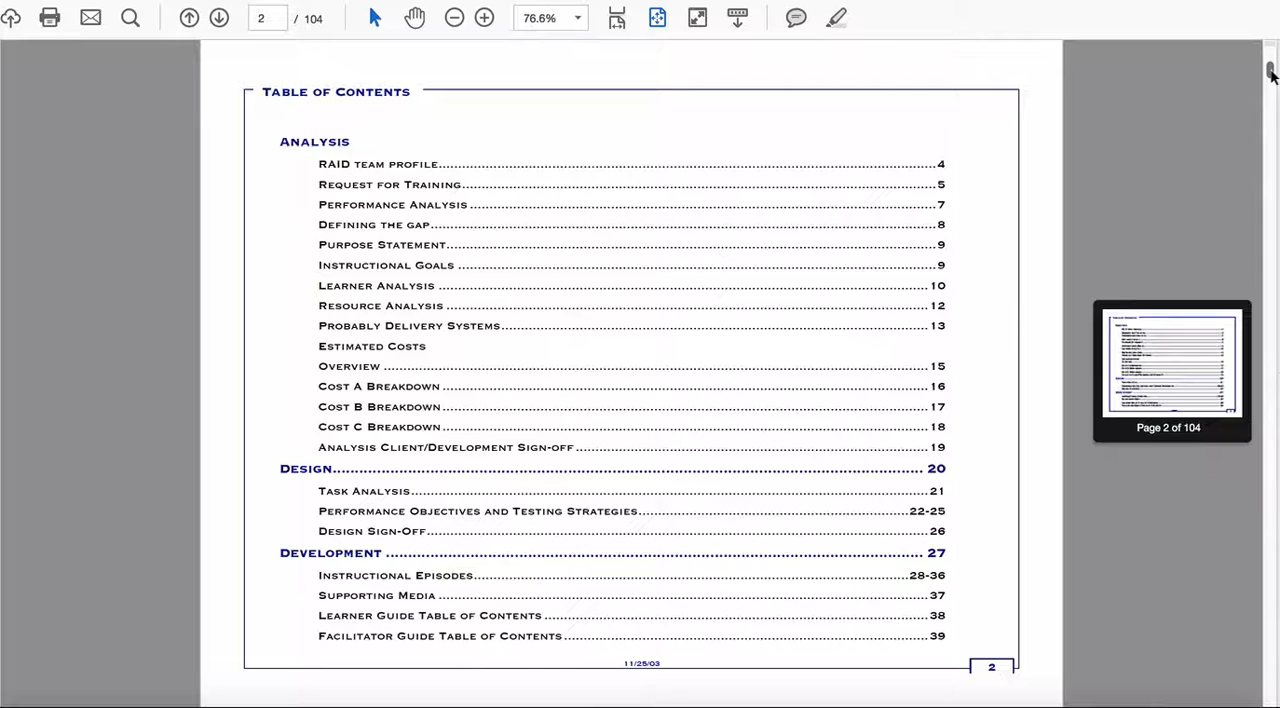 2 / 104
76.6%
Table of Contents
Analysis
RAID team profile 4
Request for Training 5
Performance Analysis 7
Defining the gap 8
Purpose Statement 9
Instructional Goals 9
Learner Analysis 10
Resource Analysis 12
Probably Delivery Systems 13
Estimated Costs
Overview 15
Cost A Breakdown 16
Cost B Breakdown 17
Cost C Breakdown 18
Analysis Client/Development Sign-off 19
Design 20
Task Analysis 21
Performance Objectives and Testing Strategies 22-25
Design Sign-Off 26
Development 27
Instructional Episodes 28-36
Supporting Media 37
Learner Guide Table of Contents 38
Facilitator Guide Table of Contents 39
11/25/03
2
Page 2 of 104